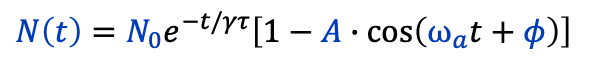 N(t) = N₀e^{−t/γτ}[1 − A · cos(ωₐt + ϕ)]